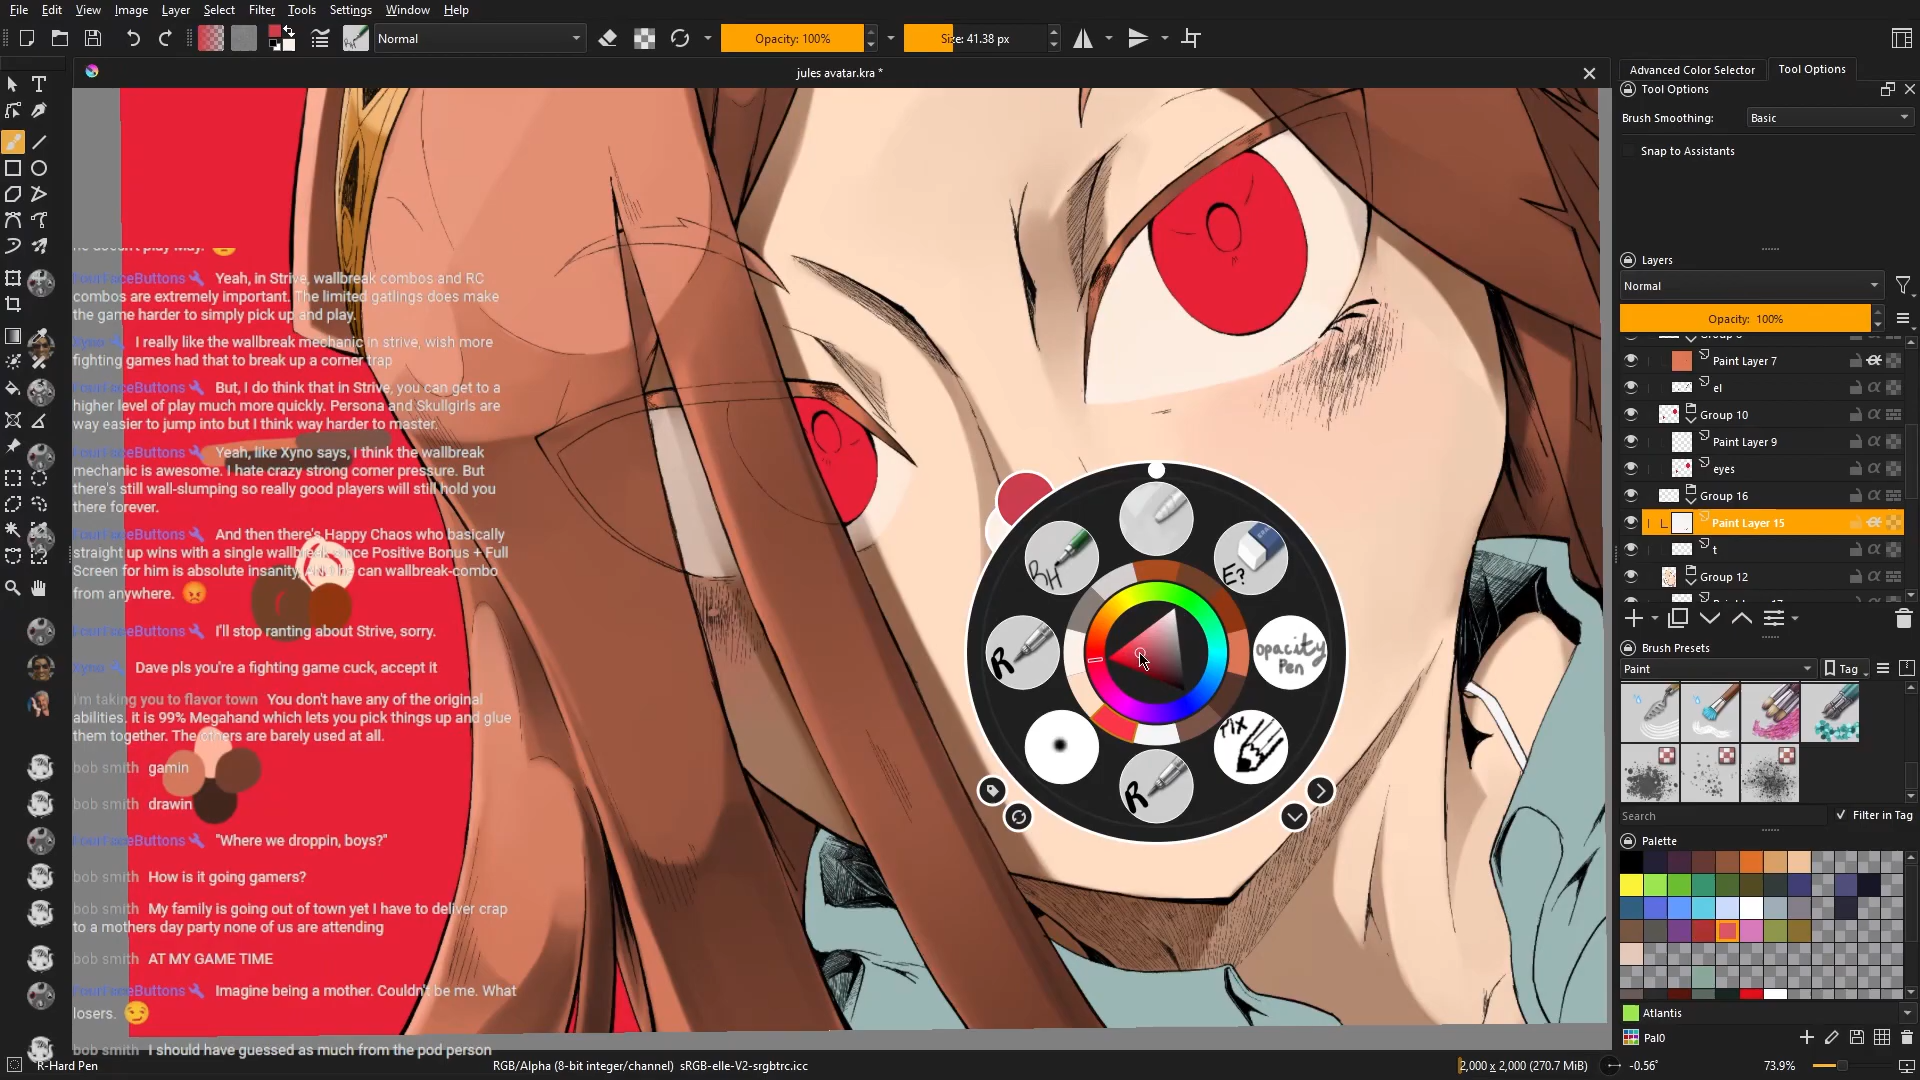 File Edit View Image Layer Select Filter Tools Settings Window Help
Normal
Opacity: 100%
Size: 41.38 px
jules avatar.kra *
Advanced Color Selector
Tool Options
Tool Options
Brush Smoothing: Basic
Snap to Assistants
Layers
Normal
Opacity: 100%
Paint Layer 7
el
Group 10
Paint Layer 9
eyes
Group 16
Paint Layer 15
t
Group 12
Brush Presets
Paint
Tag
Search
Filter in Tag
Palette
Atlantis
Pal0
FourFaceButtons Yeah, in Strive, wallbreak combos and RC
combos are extremely important. The limited gatlings does make
the game harder to simply pick up and play.
Xyno I really like the wallbreak mechanic in strive, wish more
fighting games had that to break up a corner trap
FourFaceButtons But, I do think that in Strive, you can get to a
higher level of play much more quickly. Persona and Skullgirls are
way easier to jump into but I think way harder to master.
FourFaceButtons Yeah, like Xyno says, I think the wallbreak
mechanic is awesome. I hate crazy strong corner pressure. But
there's still wall-slumping so really good players will still hold you
there forever.
FourFaceButtons And then there's Happy Chaos who basically
straight up wins with a single wallbreak since Positive Bonus + Full
Screen for him is absolute insanity, can wallbreak-combo
from anywhere. 😡
FourFaceButtons I'll stop ranting about Strive, sorry.
Xyno Dave pls you're a fighting game cuck, accept it
I'm taking you to flavor town You don't have any of the original
abilities. it is 99% Megahand which lets you pick things up and glue
them together. The others are barely used at all.
bob smith gamin
bob smith drawin
FourFaceButtons "Where we droppin, boys?"
bob smith How is it going gamers?
bob smith My family is going out of town yet I have to deliver crap
to a mothers day party none of us are attending
bob smith AT MY GAME TIME
FourFaceButtons Imagine being a mother. Couldn't be me. What
losers. 😏
bob smith I should have guessed as much from the pod person
BH
E?
R
opacity
Pen
PIX
R
R-Hard Pen
RGB/Alpha (8-bit integer/channel) sRGB-elle-V2-srgbtrc.icc
2,000 x 2,000 (270.7 MiB)
-0.56°
73.9%